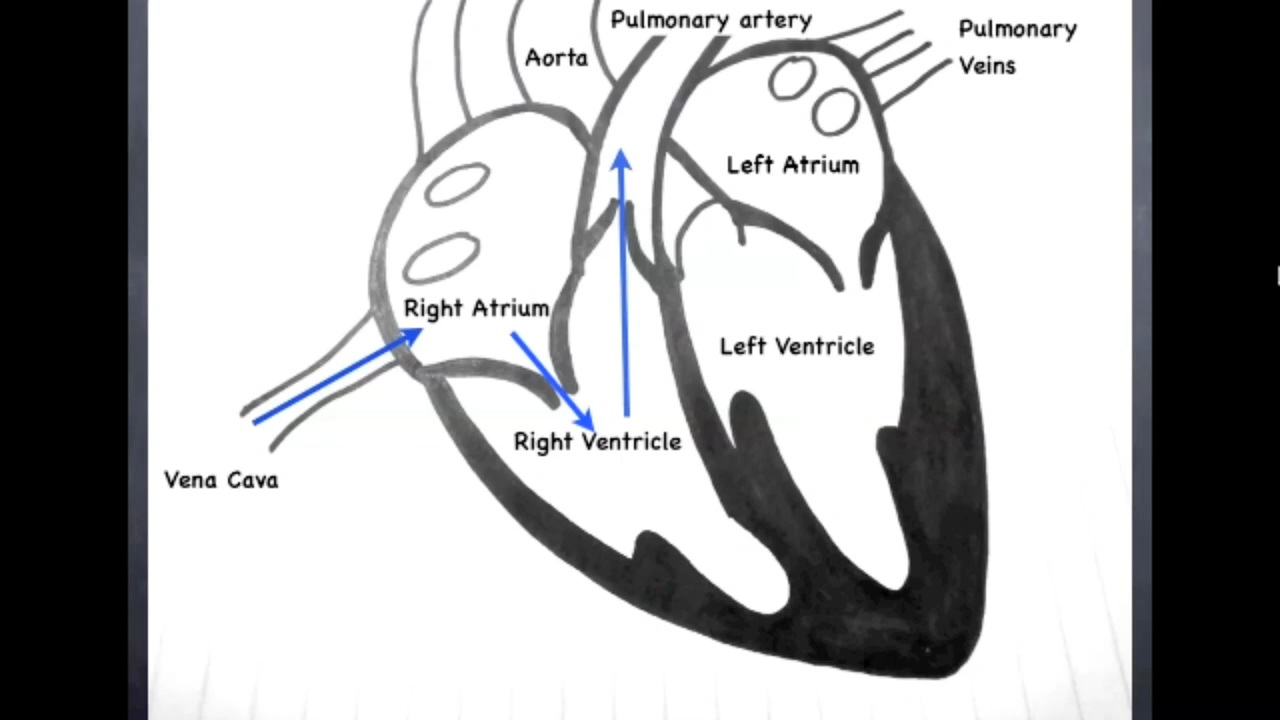 Pulmonary artery
Aorta
Pulmonary
Veins
Left Atrium
Right Atrium
Left Ventricle
Right Ventricle
Vena Cava